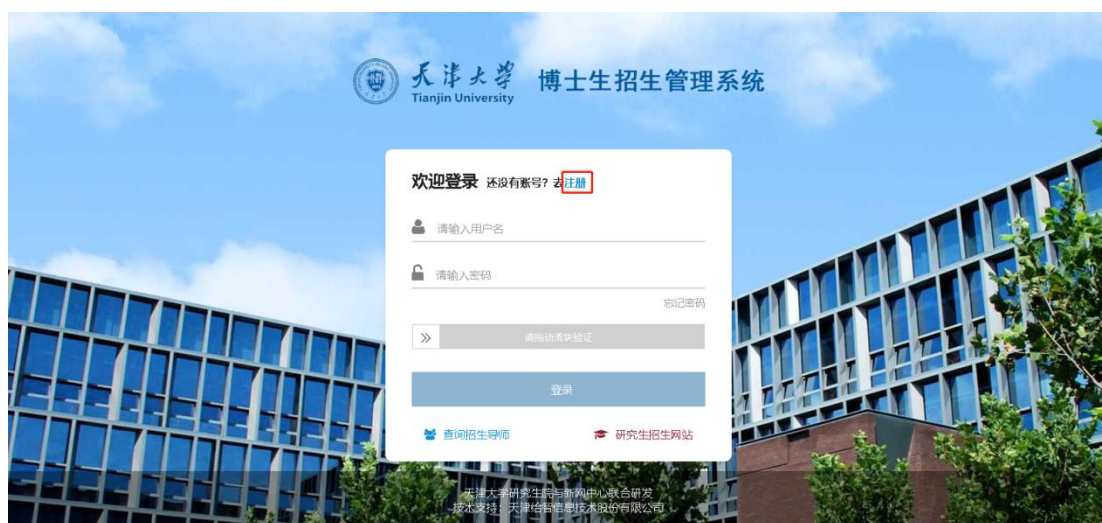 天津大学 博士生招生管理系统
Tianjin University
欢迎登录 还没有账号？去注册
请输入用户名
请输入密码
忘记密码
请拖动滑块验证
登录
查询招生导师 研究生招生网站
天津大学研究生院与新网中心联合研发
技术支持：天津给智信息技术股份有限公司